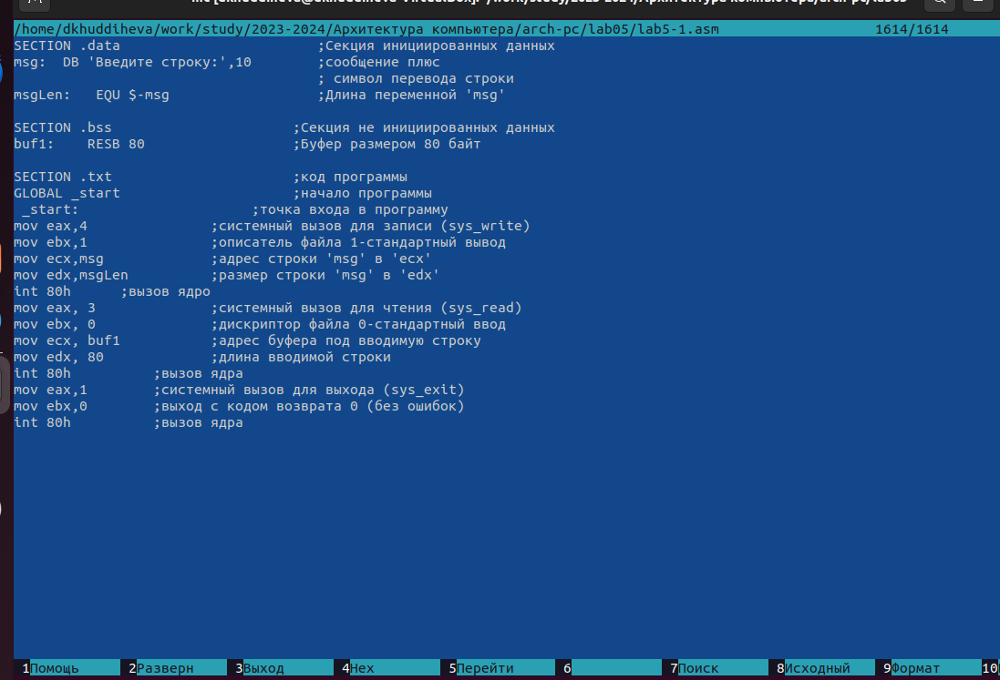 /home/dkhuddiheva/work/study/2023-2024/Архитектура компьютера/arch-pc/lab05/lab5-1.asm 1614/1614
SECTION .data ;Секция инициированных данных
msg: DB 'Введите строку:',10 ;сообщение плюс
; символ перевода строки
msgLen: EQU $-msg ;Длина переменной 'msg'
SECTION .bss ;Секция не инициированных данных
buf1: RESB 80 ;Буфер размером 80 байт
SECTION .txt ;код программы
GLOBAL _start ;начало программы
_start: ;точка входа в программу
mov eax,4 ;системный вызов для записи (sys_write)
mov ebx,1 ;описатель файла 1-стандартный вывод
mov ecx,msg ;адрес строки 'msg' в 'ecx'
mov edx,msgLen ;размер строки 'msg' в 'edx'
int 80h ;вызов ядро
mov eax, 3 ;системный вызов для чтения (sys_read)
mov ebx, 0 ;дискриптор файла 0-стандартный ввод
mov ecx, buf1 ;адрес буфера под вводимую строку
mov edx, 80 ;длина вводимой строки
int 80h ;вызов ядра
mov eax,1 ;системный вызов для выхода (sys_exit)
mov ebx,0 ;выход с кодом возврата 0 (без ошибок)
int 80h ;вызов ядра
1Помощь 2Разверн 3Выход 4Hex 5Перейти 6 7Поиск 8Исходный 9Формат 10